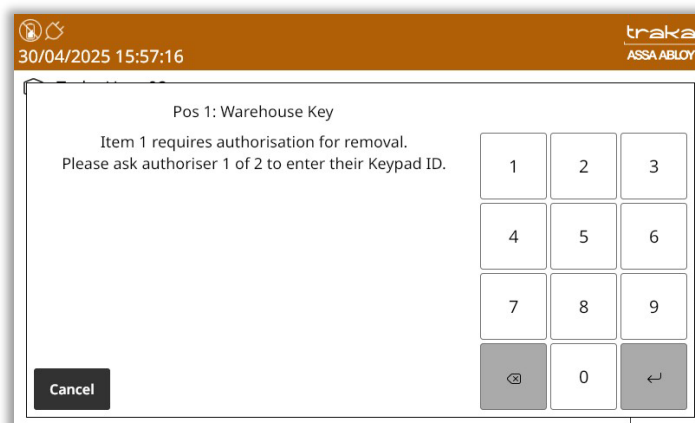 traka
30/04/2025 15:57:16
ASSA ABLOY
Pos 1: Warehouse Key
Item 1 requires authorisation for removal.
Please ask authoriser 1 of 2 to enter their Keypad ID.
1 2 3
4 5 6
7 8 9
0
Cancel